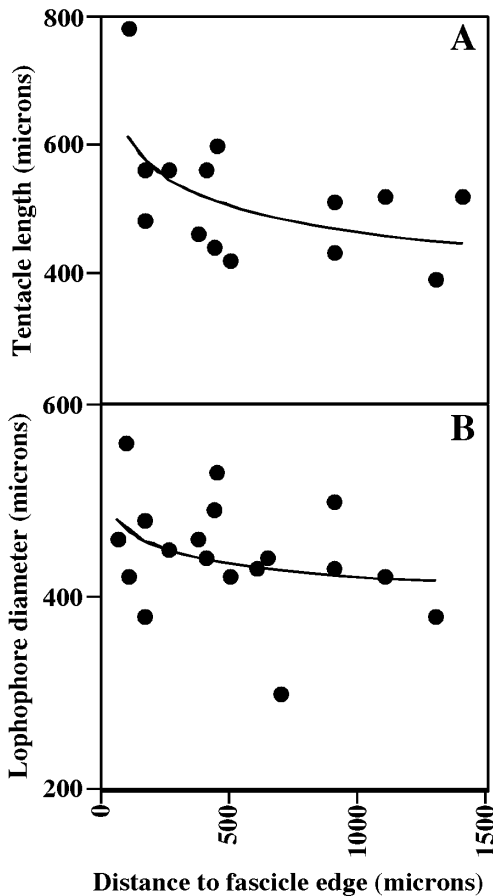 800
A
600
400
Tentacle length (microns)
600
B
400
200
Lophophore diameter (microns)
0
500
1000
1500
Distance to fascicle edge (microns)